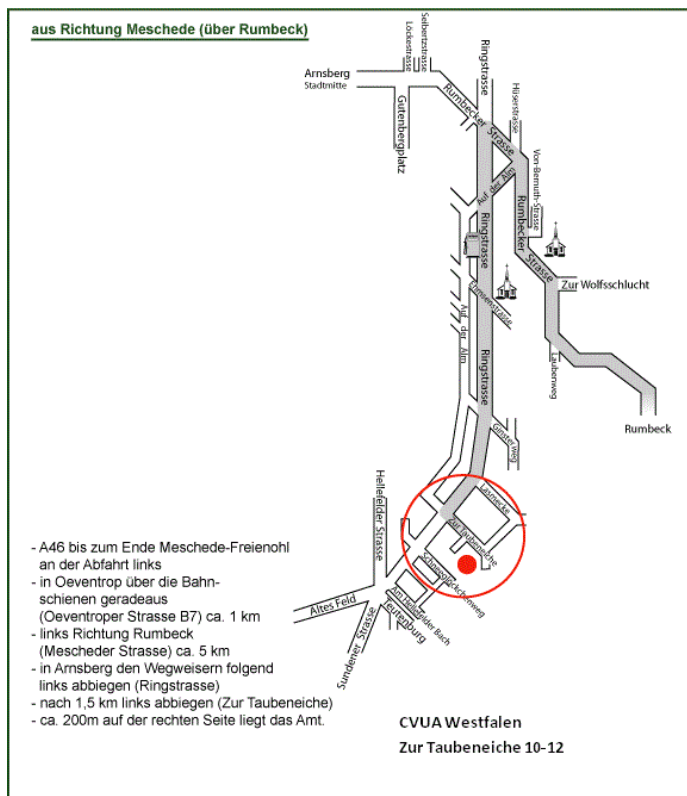 aus Richtung Meschede (über Rumbeck)
Seibertzstrasse
Löckestrasse
Ringstrasse
Arnsberg
Stadtmitte
Gutenbergplatz
Rumbecker Strasse
Hüserstrasse
Von-Bernuth-Strasse
Auf der Alm
Ringstrasse
Rumbecker Strasse
Zur Wolfsschlucht
Emmsenstrasse
Auf der Alm
Laubenweg
Ringstrasse
Rumbeck
Ginsterweg
Hellefelder Strasse
Lasmecke
Zur Taubeneiche
Schneeglöckchenweg
Am Hellefelder Bach
Altes Feld
Teutenburg
Sundener Strasse
- A46 bis zum Ende Meschede-Freienohl
an der Abfahrt links
- in Oeventrop über die Bahn-
schienen geradeaus
(Oeventroper Strasse B7) ca. 1 km
- links Richtung Rumbeck
(Mescheder Strasse) ca. 5 km
- in Arnsberg den Wegweisern folgend
links abbiegen (Ringstrasse)
- nach 1,5 km links abbiegen (Zur Taubeneiche)
- ca. 200m auf der rechten Seite liegt das Amt.
CVUA Westfalen
Zur Taubeneiche 10-12